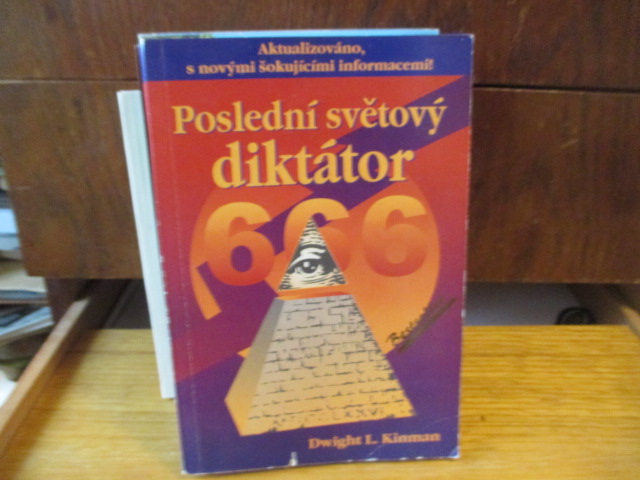 Aktualizováno,
s novými šokujícími informacemi!
Poslední světový
diktátor
666
Dwight L. Kinman